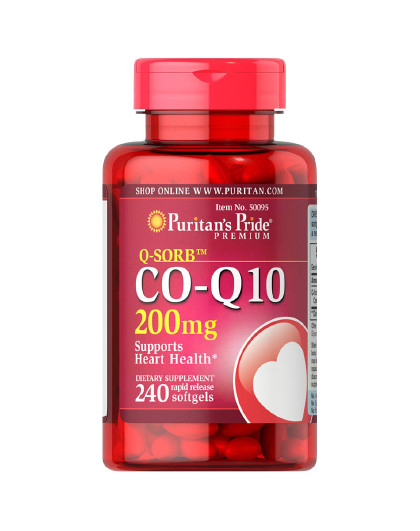 SHOP ONLINE WWW.PURITAN.COM
Item No. 50095
Puritan's Pride®
PREMIUM
Q-SORB™
CO-Q10
200mg
Supports
Heart Health*
DIETARY SUPPLEMENT
240 rapid release
softgels